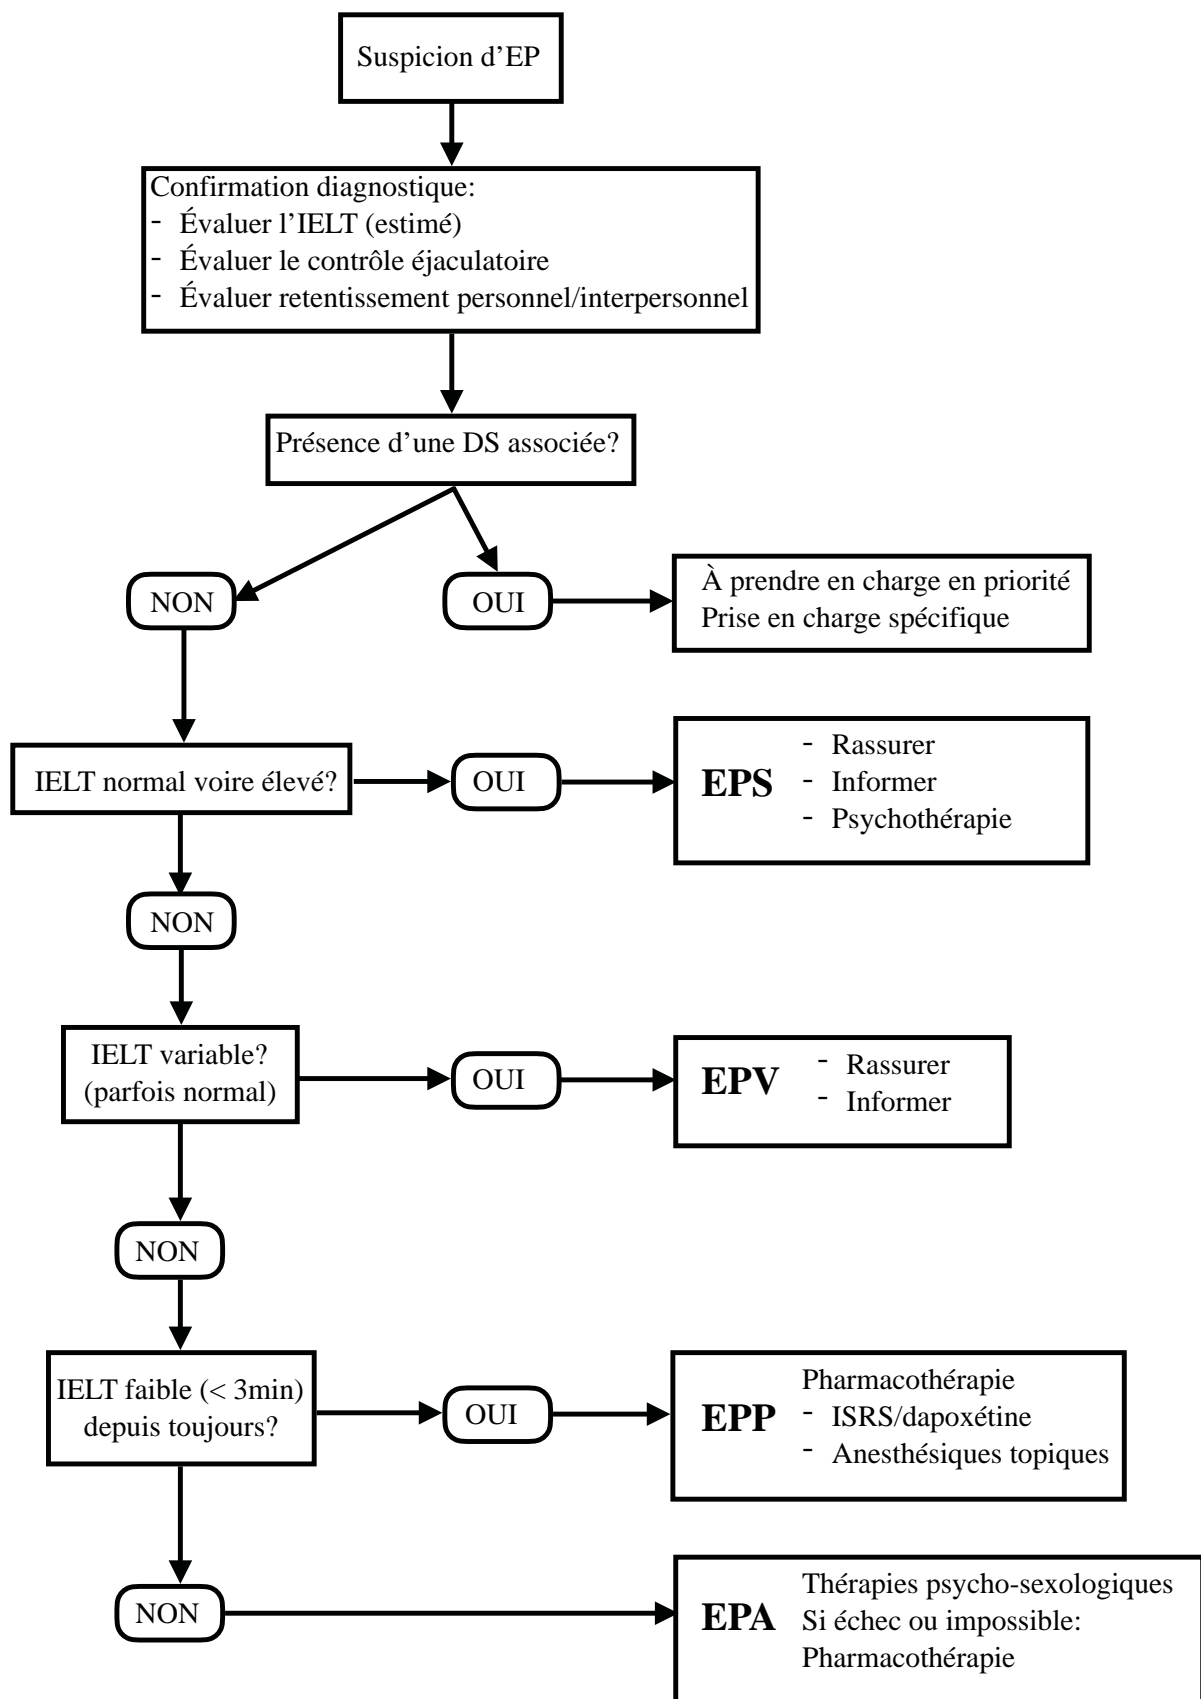 Suspicion d’EP
Confirmation diagnostique:
- Évaluer l’IELT (estimé)
- Évaluer le contrôle éjaculatoire
- Évaluer retentissement personnel/interpersonnel
Présence d’une DS associée?
NON
OUI
À prendre en charge en priorité
Prise en charge spécifique
IELT normal voire élevé?
OUI
EPS
- Rassurer
- Informer
- Psychothérapie
NON
IELT variable?
(parfois normal)
OUI
EPV
- Rassurer
- Informer
NON
IELT faible (< 3min)
depuis toujours?
OUI
EPP
Pharmacothérapie
- ISRS/dapoxétine
- Anesthésiques topiques
NON
EPA
Thérapies psycho-sexologiques
Si échec ou impossible:
Pharmacothérapie